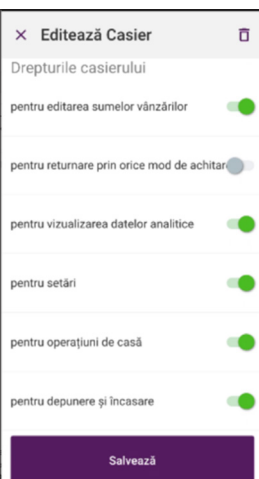 Editează Casier
Drepturile casierului
pentru editarea sumelor vânzărilor
pentru returnare prin orice mod de achitar
pentru vizualizarea datelor analitice
pentru setări
pentru operațiuni de casă
pentru depunere și încasare
Salvează